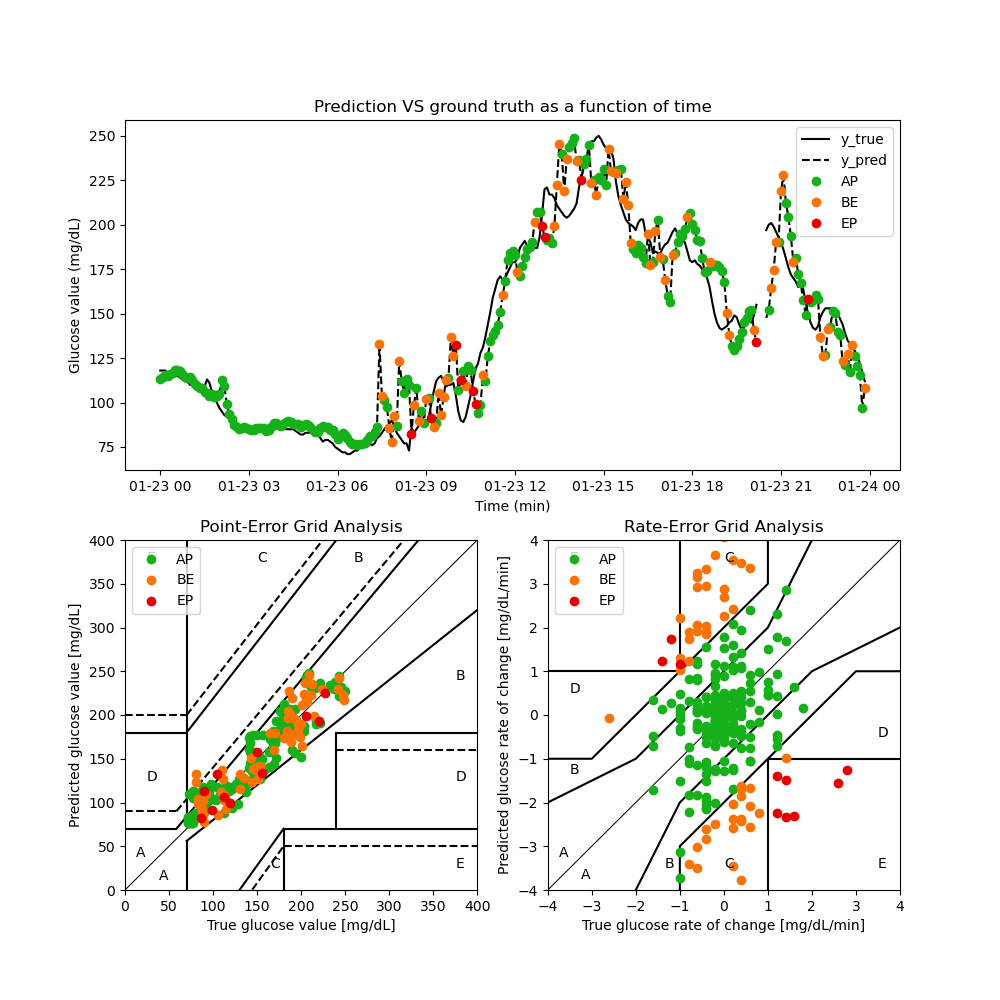 Prediction VS ground truth as a function of time
Glucose value (mg/dL)
250
225
200
175
150
125
100
75
y_true
y_pred
AP
BE
EP
01-23 00 01-23 03 01-23 06 01-23 09 01-23 12 01-23 15 01-23 18 01-23 21 01-24 00
Time (min)
Point-Error Grid Analysis
Predicted glucose value [mg/dL]
400
350
300
250
200
150
100
50
0
AP
BE
EP
C
B
B
D
D
A
A
C
E
0 50 100 150 200 250 300 350 400
True glucose value [mg/dL]
Rate-Error Grid Analysis
Predicted glucose rate of change [mg/dL/min]
4
3
2
1
0
−1
−2
−3
−4
AP
BE
EP
C
D
D
B
A
A
B
C
E
−4 −3 −2 −1 0 1 2 3 4
True glucose rate of change [mg/dL/min]